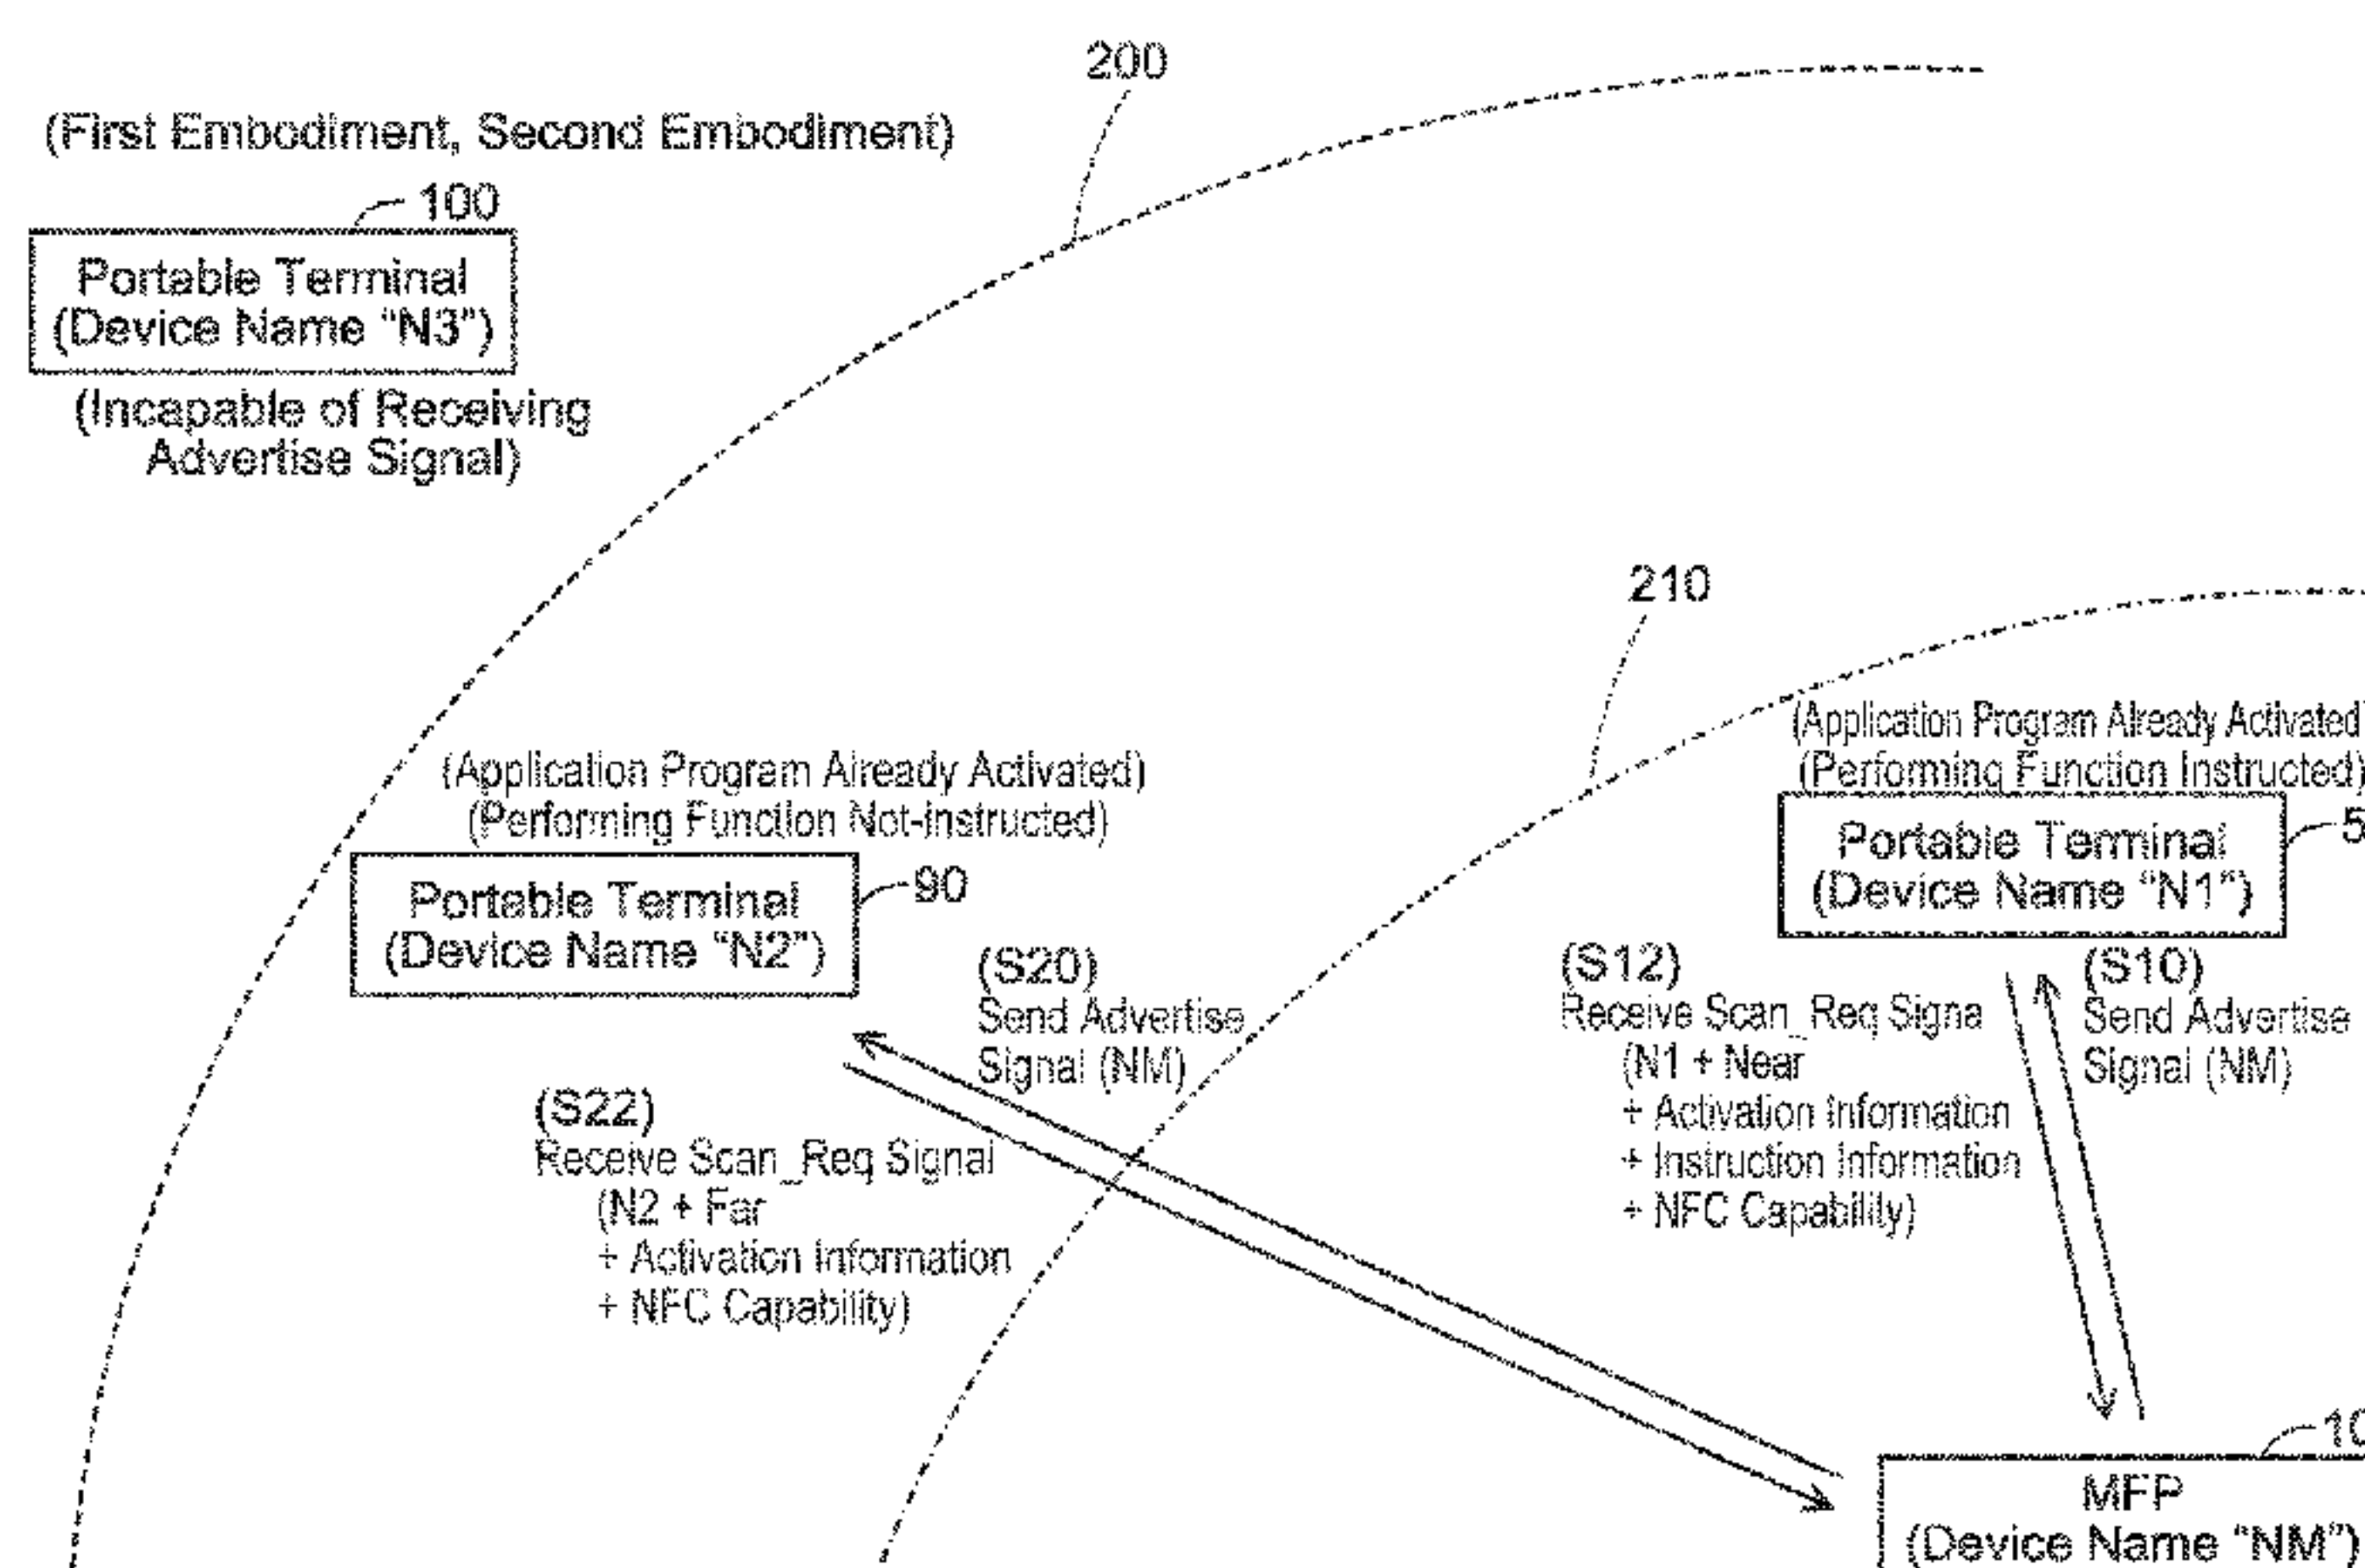 200
(First Embodiment, Second Embodiment)
100
Portable Terminal
(Device Name “N3”)
(Incapable of Receiving
Advertise Signal)
210
(Application Program Already Activated)
(Performing Function Not-instructed)
Portable Terminal
(Device Name “N2”)
90
(S20)
Send Advertise
Signal (NM)
(S22)
Receive Scan_Req Signal
(N2 + Far
+ Activation Information
+ NFC Capability)
(Application Program Already Activated
(Performing Function Instructed)
Portable Terminal
(Device Name “N1”)
5
(S12)
Receive Scan_Req Signa
(N1 + Near
+ Activation Information
+ Instruction Information
+ NFC Capability)
(S10)
Send Advertise
Signal (NM)
10
MFP
(Device Name “NM”)